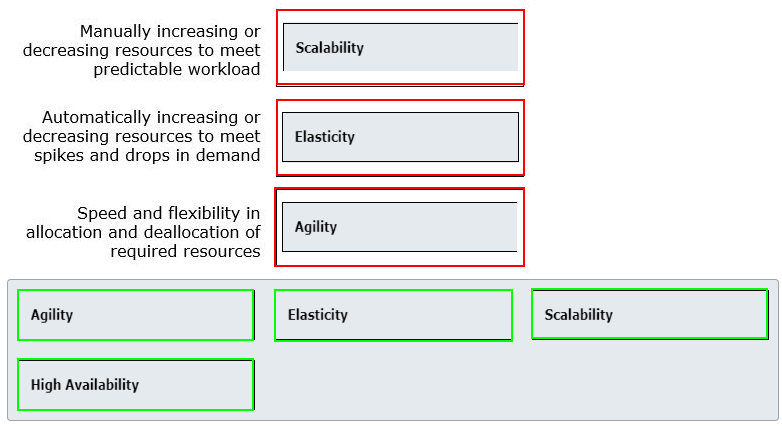 Manually increasing or
decreasing resources to meet
predictable workload
Scalability
Automatically increasing or
decreasing resources to meet
spikes and drops in demand
Elasticity
Speed and flexibility in
allocation and deallocation of
required resources
Agility
Agility
Elasticity
Scalability
High Availability